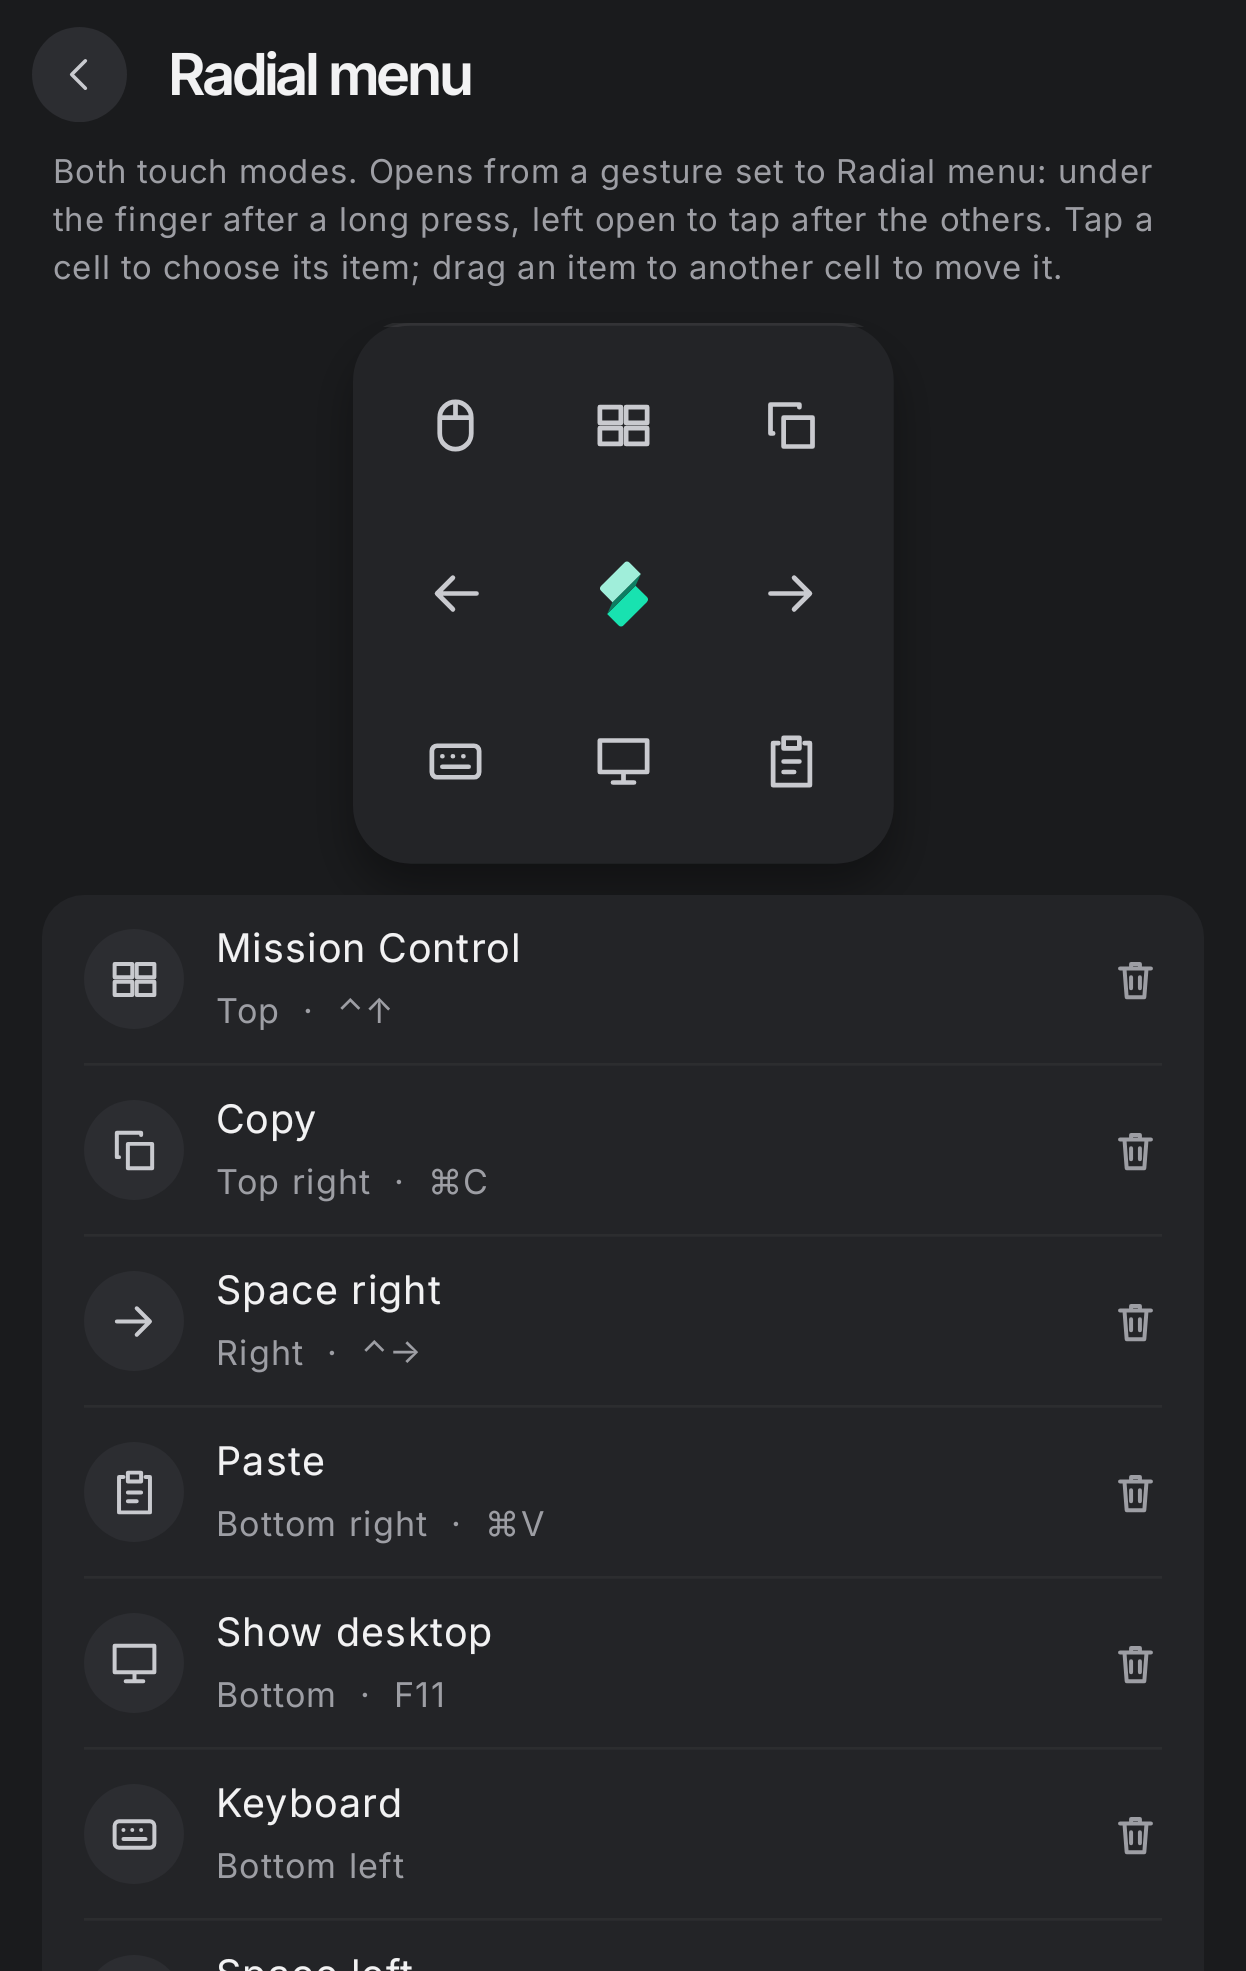 Radial menu
Both touch modes. Opens from a gesture set to Radial menu: under
the finger after a long press, left open to tap after the others. Tap a
cell to choose its item; drag an item to another cell to move it.
Mission Control
Top · ^↑
Copy
Top right · ⌘C
Space right
Right · ^→
Paste
Bottom right · ⌘V
Show desktop
Bottom · F11
Keyboard
Bottom left
Space left